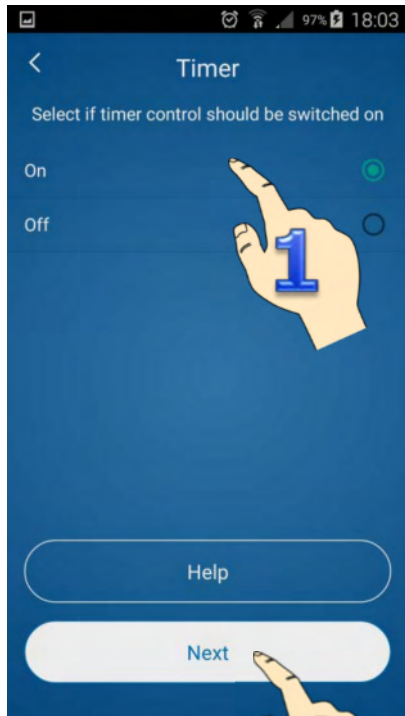 97% 18:03
Timer
Select if timer control should be switched on
On
Off
1
Help
Next